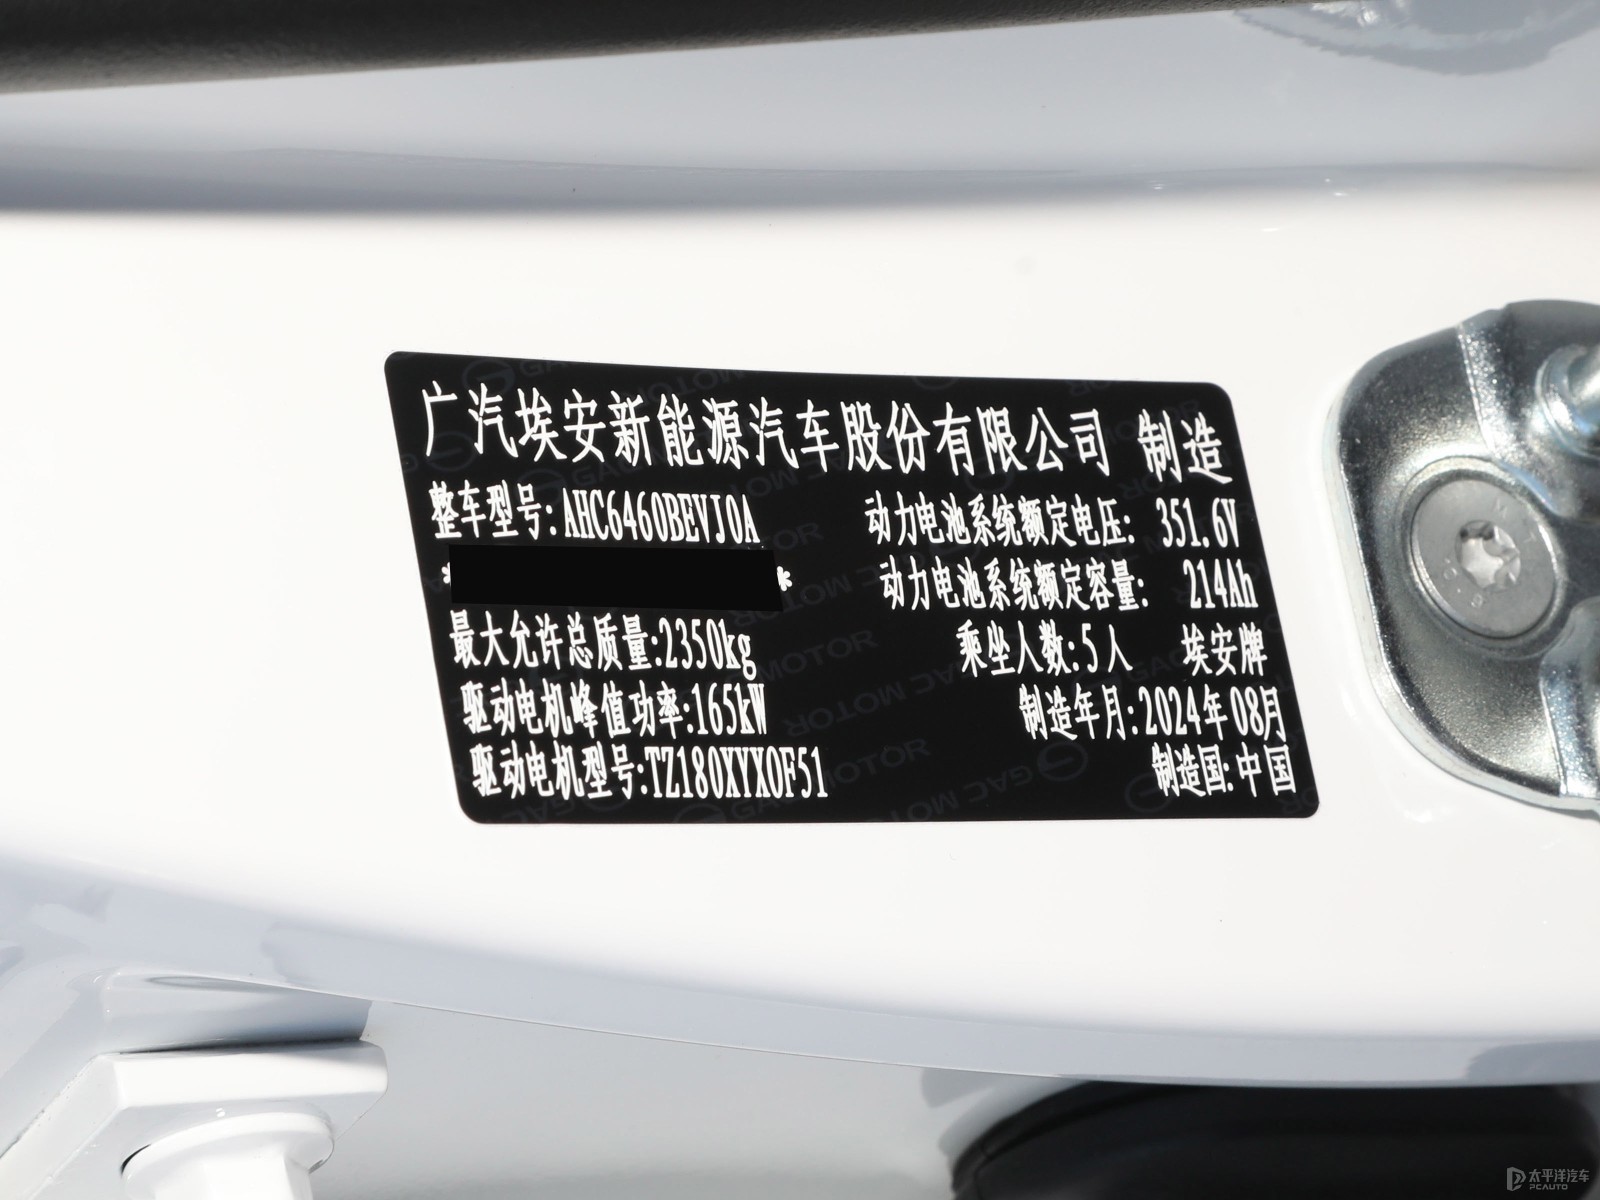 广汽埃安新能源汽车股份有限公司 制造
整车型号:AHC6460BEVJ0A 动力电池系统额定电压: 351.6V
* * 动力电池系统额定容量: 214Ah
最大允许总质量:2350kg 乘坐人数:5人 埃安牌
驱动电机峰值功率:165kW 制造年月:2024年08月
驱动电机型号:TZ180XYX0F51 制造国:中国
GAC MOTOR
太平洋汽车
PCAUTO